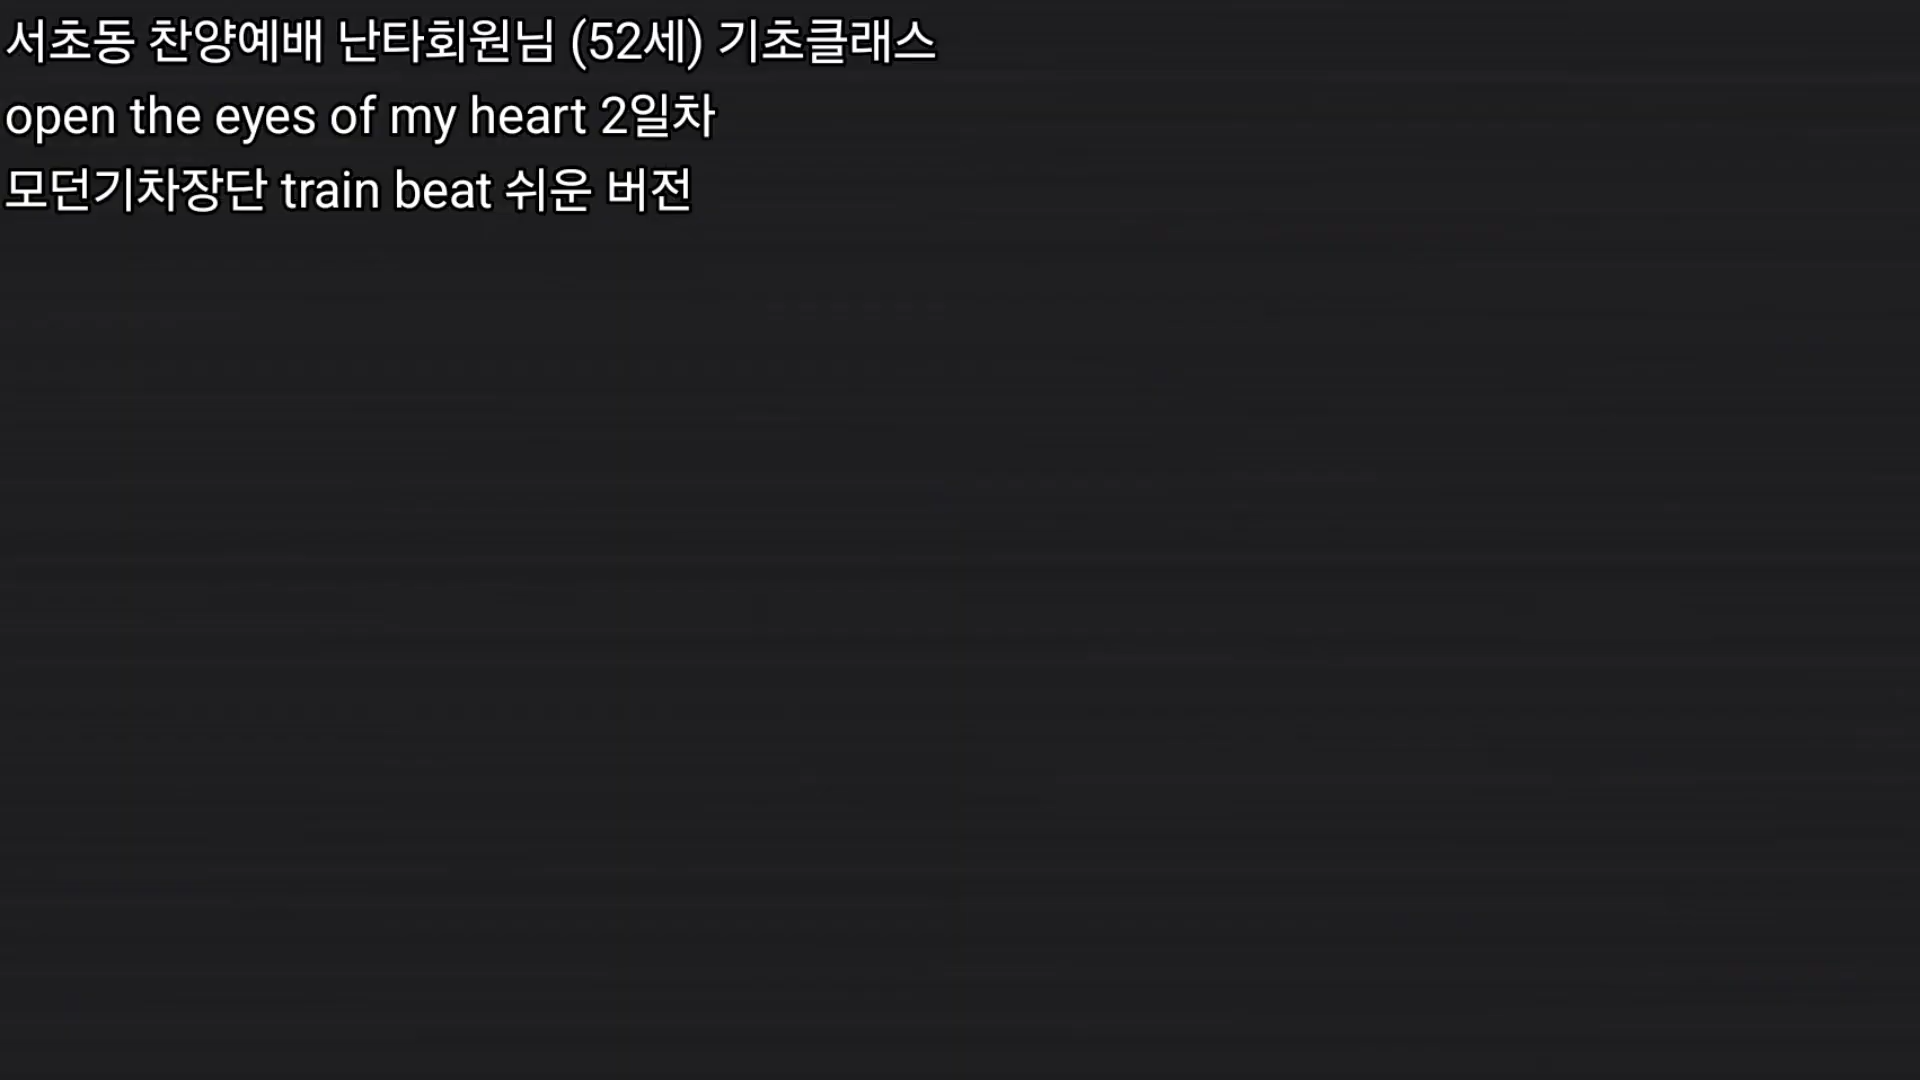 서초동 찬양예배 난타회원님 (52세) 기초클래스
open the eyes of my heart 2일차
모던기차장단 train beat 쉬운 버전